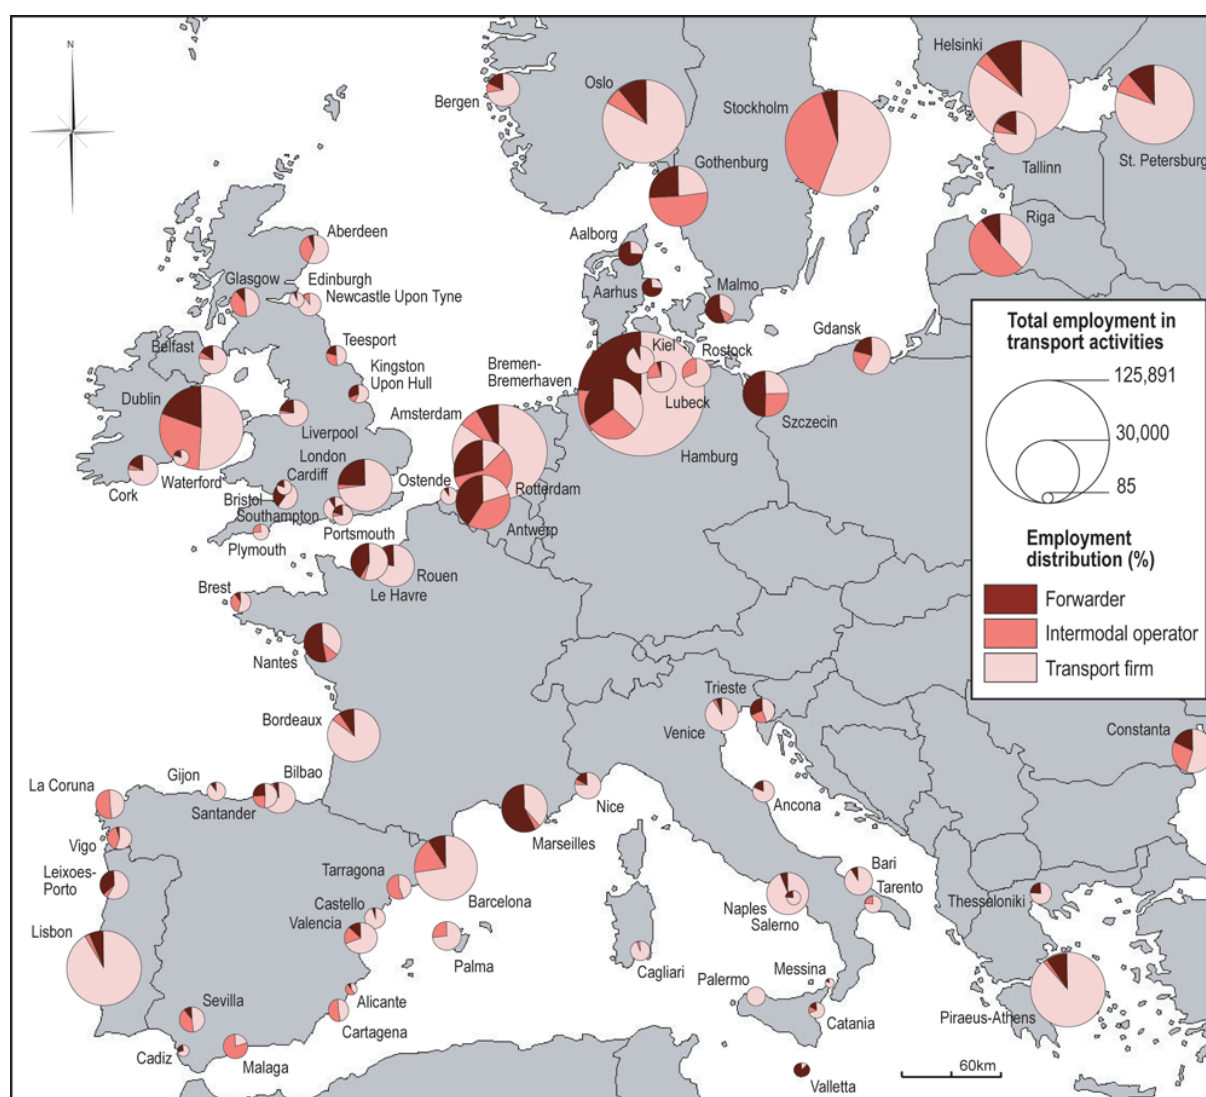 N
Helsinki
Oslo
Bergen
Stockholm
Gothenburg
Tallinn
St. Petersburg
Aberdeen
Aalborg
Riga
Glasgow
Edinburgh
Newcastle Upon Tyne
Aarhus
Malmo
Total employment in
transport activities
Belfast
Teesport
Kiel
Rostock
Gdansk
125,891
Kingston
Upon Hull
Bremen-
Bremerhaven
Dublin
Amsterdam
Lubeck
Szczecin
30,000
Liverpool
London
Hamburg
Cork
Waterford
Cardiff
Ostende
Rotterdam
85
Bristol
Southampton
Portsmouth
Antwerp
Plymouth
Employment
distribution (%)
Rouen
Brest
Le Havre
Forwarder
Nantes
Intermodal operator
Transport firm
Trieste
Bordeaux
Venice
Constanta
La Coruna
Gijon
Bilbao
Santander
Nice
Ancona
Vigo
Marseilles
Leixoes-
Porto
Tarragona
Bari
Castello
Barcelona
Tarento
Valencia
Naples
Salerno
Thessaloniki
Lisbon
Palma
Cagliari
Palermo
Messina
Sevilla
Alicante
Piraeus-Athens
Cartagena
Catania
Cadiz
Malaga
60km
Valletta